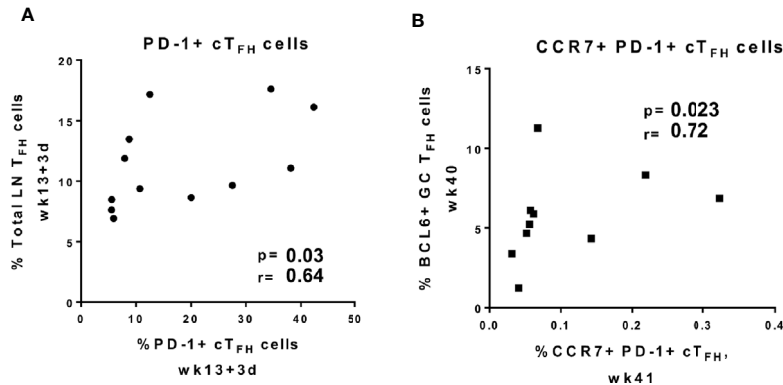 A
PD-1+ cTFH cells
% Total LN TFH cells
wk13+3d
20
15
10
5
0
p= 0.03
r= 0.64
0 10 20 30 40 50
%PD-1+ cTFH cells
wk13+3d
B
CCR7+ PD-1+ cTFH cells
% BCL6+ GC TFH cells
wk40
15
10
5
0
p= 0.023
r= 0.72
0.0 0.1 0.2 0.3 0.4
%CCR7+ PD-1+ cTFH,
wk41